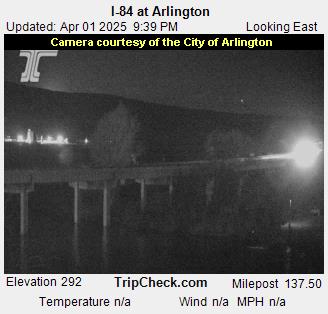 I-84 at Arlington
Updated: Apr 01 2025 9:39 PM Looking East
Camera courtesy of the City of Arlington
Elevation 292 TripCheck.com Milepost 137.50
Temperature n/a Wind n/a MPH n/a